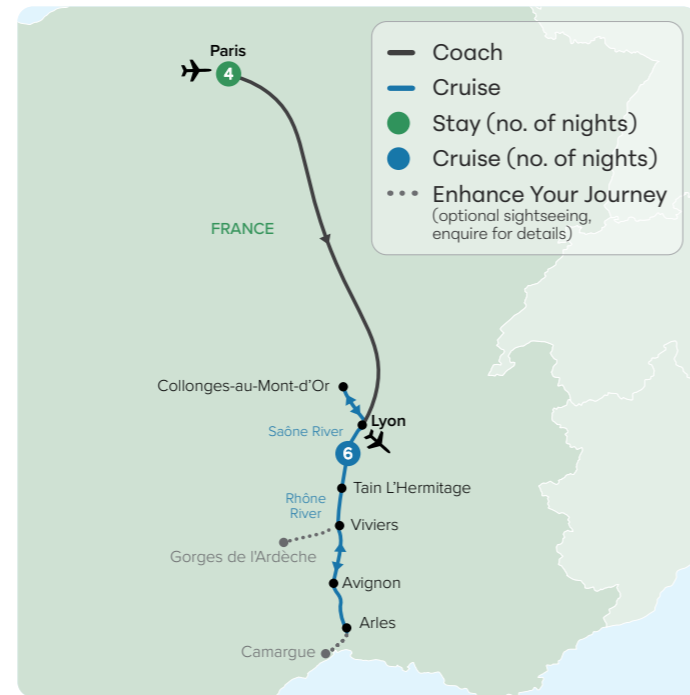 Paris
4
Coach
Cruise
Stay (no. of nights)
Cruise (no. of nights)
Enhance Your Journey
(optional sightseeing,
enquire for details)
FRANCE
Collonges-au-Mont-d'Or
Lyon
Saône River
6
Tain L'Hermitage
Rhône
River
Viviers
Gorges de l'Ardèche
Avignon
Arles
Camargue